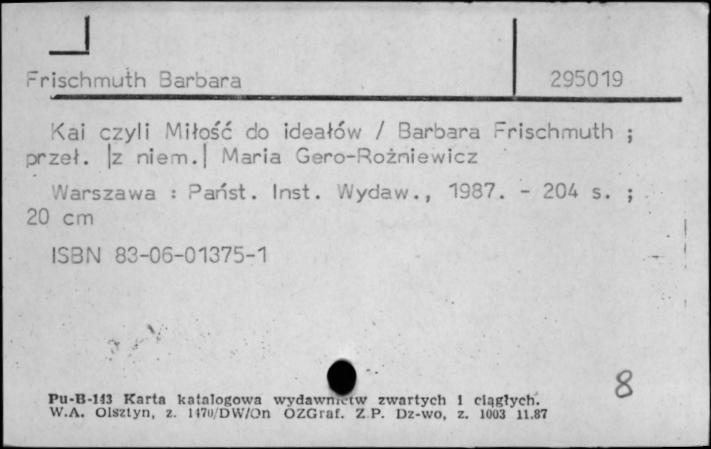 Frischmuth Barbara 295019
Kai czyli Miłość do ideałów / Barbara Frischmuth ;
przeł. |z niem.| Maria Gero-Rożniewicz
Warszawa : Państ. Inst. Wydaw., 1987. - 204 s. ;
20 cm
ISBN 83-06-01375-1
8
Pu-B-143 Karta katalogowa wydawnictw zwartych i ciągłych.
W.A. Olsztyn, z. 1470/DW/On OZGraf. Z.P. Dz-wo, z. 1003 11.87